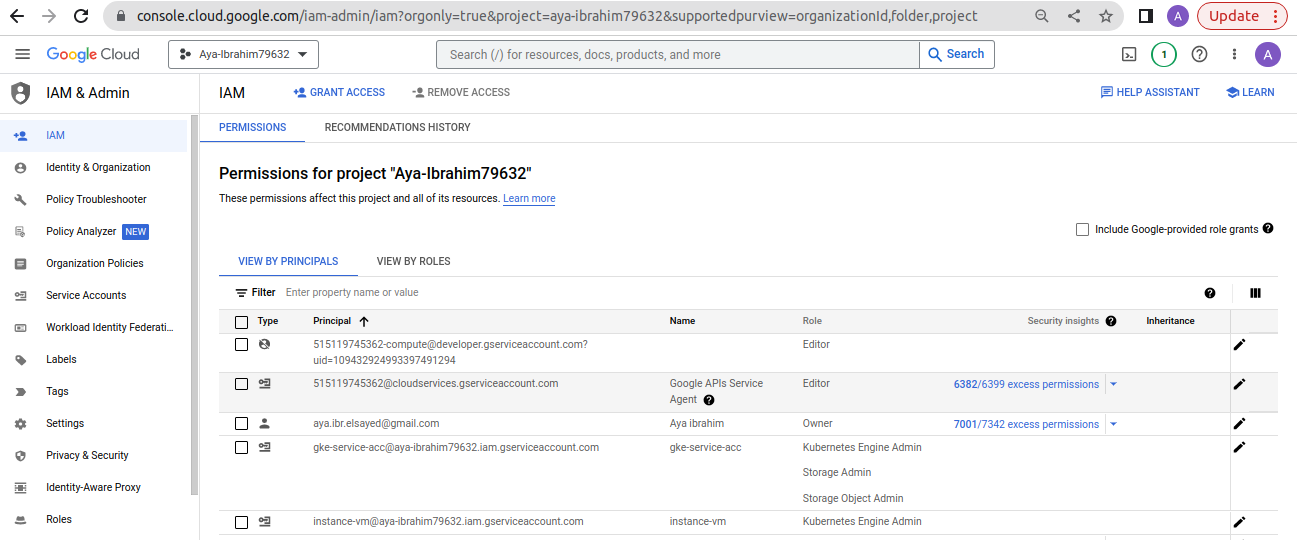 console.cloud.google.com/iam-admin/iam?orgonly=true&project=aya-ibrahim79632&supportedpurview=organizationId,folder,project
A
Update
Google Cloud
Aya-Ibrahim79632
Search (/) for resources, docs, products, and more
Search
1
A
IAM & Admin
IAM
GRANT ACCESS
REMOVE ACCESS
HELP ASSISTANT
LEARN
IAM
Identity & Organization
Policy Troubleshooter
Policy Analyzer NEW
Organization Policies
Service Accounts
Workload Identity Federati...
Labels
Tags
Settings
Privacy & Security
Identity-Aware Proxy
Roles
PERMISSIONS
RECOMMENDATIONS HISTORY
Permissions for project "Aya-Ibrahim79632"
These permissions affect this project and all of its resources. Learn more
Include Google-provided role grants
VIEW BY PRINCIPALS
VIEW BY ROLES
Filter Enter property name or value
Type Principal Name Role Security insights Inheritance
515119745362-compute@developer.gserviceaccount.com? Editor
uid=109432924993397491294
515119745362@cloudservices.gserviceaccount.com Google APIs Service Editor 6382/6399 excess permissions
Agent
aya.ibr.elsayed@gmail.com Aya ibrahim Owner 7001/7342 excess permissions
gke-service-acc@aya-ibrahim79632.iam.gserviceaccount.com gke-service-acc Kubernetes Engine Admin
Storage Admin
Storage Object Admin
instance-vm@aya-ibrahim79632.iam.gserviceaccount.com instance-vm Kubernetes Engine Admin